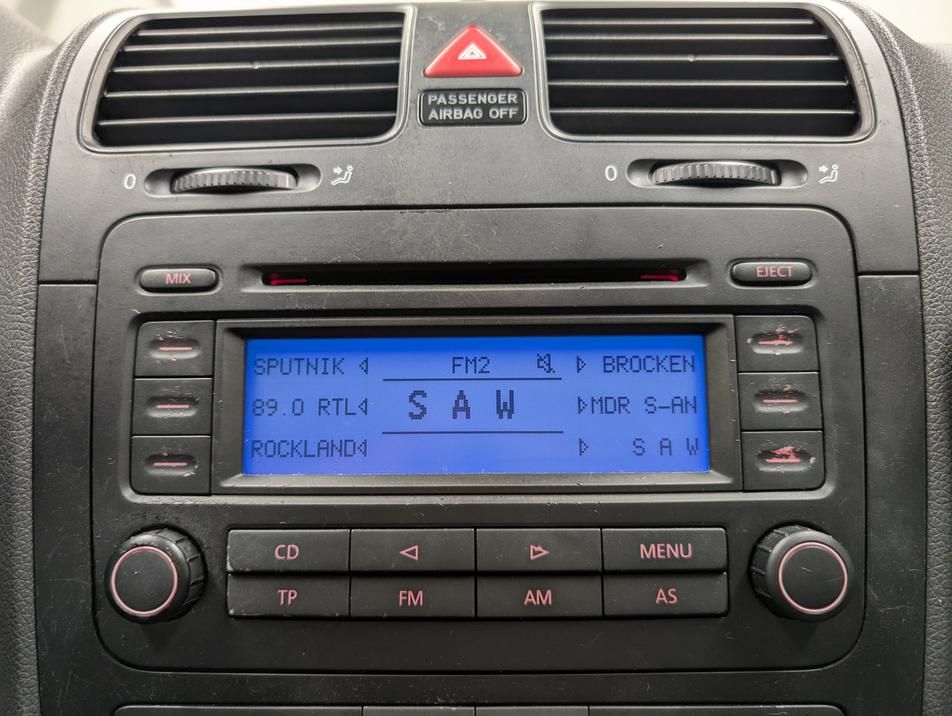 PASSENGER
AIRBAG OFF
0
0
MIX
EJECT
SPUTNIK FM2 BROCKEN
89.0 RTL S A W MDR S-AN
ROCKLAND S A W
CD MENU
TP FM AM AS